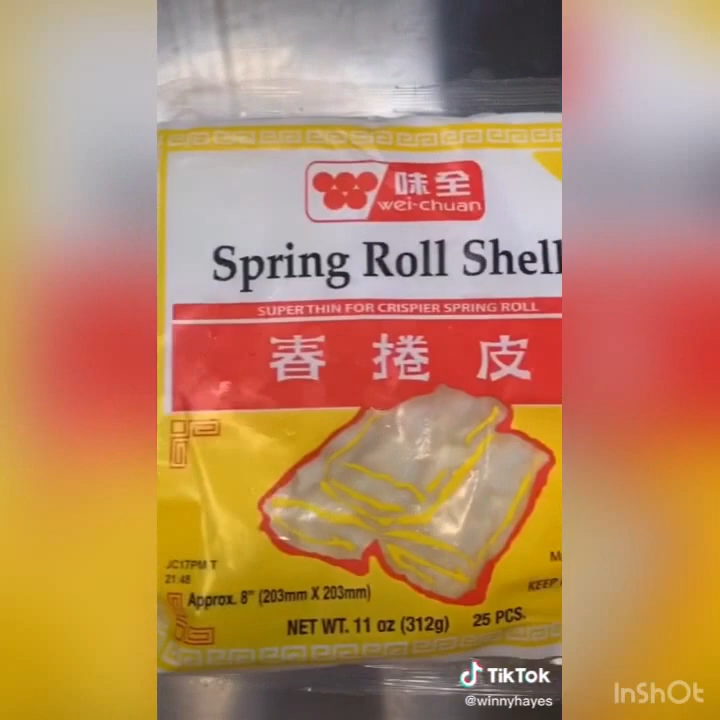 味全
wei-chuan
Spring Roll Shell
SUPER THIN FOR CRISPIER SPRING ROLL
春捲皮
JC17PM T
21:48
Approx. 8" (203mm X 203mm)
KEEP
NET WT. 11 oz (312g) 25 PCS.
TikTok
@winnyhayes
InShOt